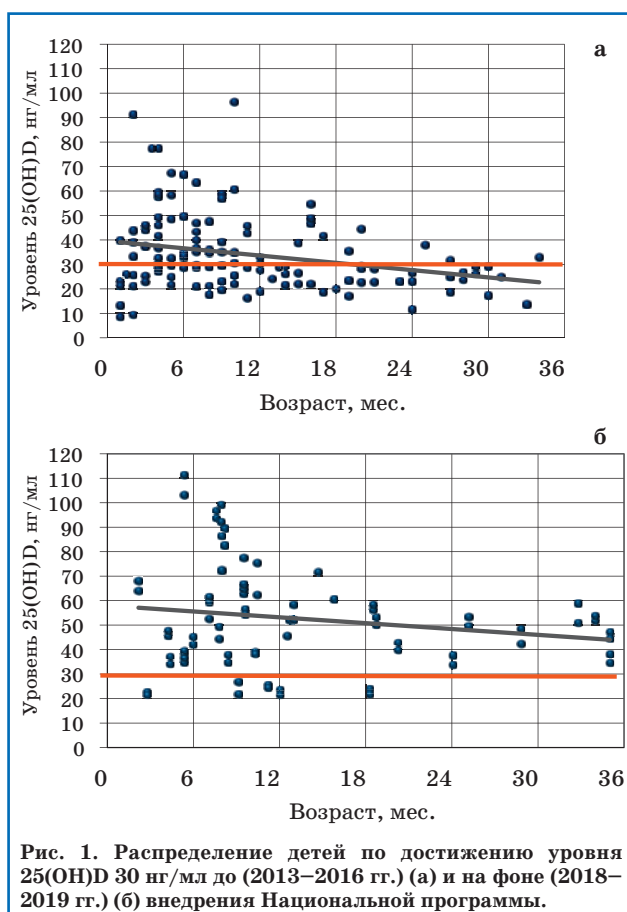 а
120
110
100
90
80
70
60
50
40
30
20
10
0
Уровень 25(OH)D, нг/мл
0 6 12 18 24 30 36
Возраст, мес.
б
120
110
100
90
80
70
60
50
40
30
20
10
0
Уровень 25(OH)D, нг/мл
0 6 12 18 24 30 36
Возраст, мес.
Рис. 1. Распределение детей по достижению уровня
25(OH)D 30 нг/мл до (2013–2016 гг.) (а) и на фоне (2018–
2019 гг.) (б) внедрения Национальной программы.